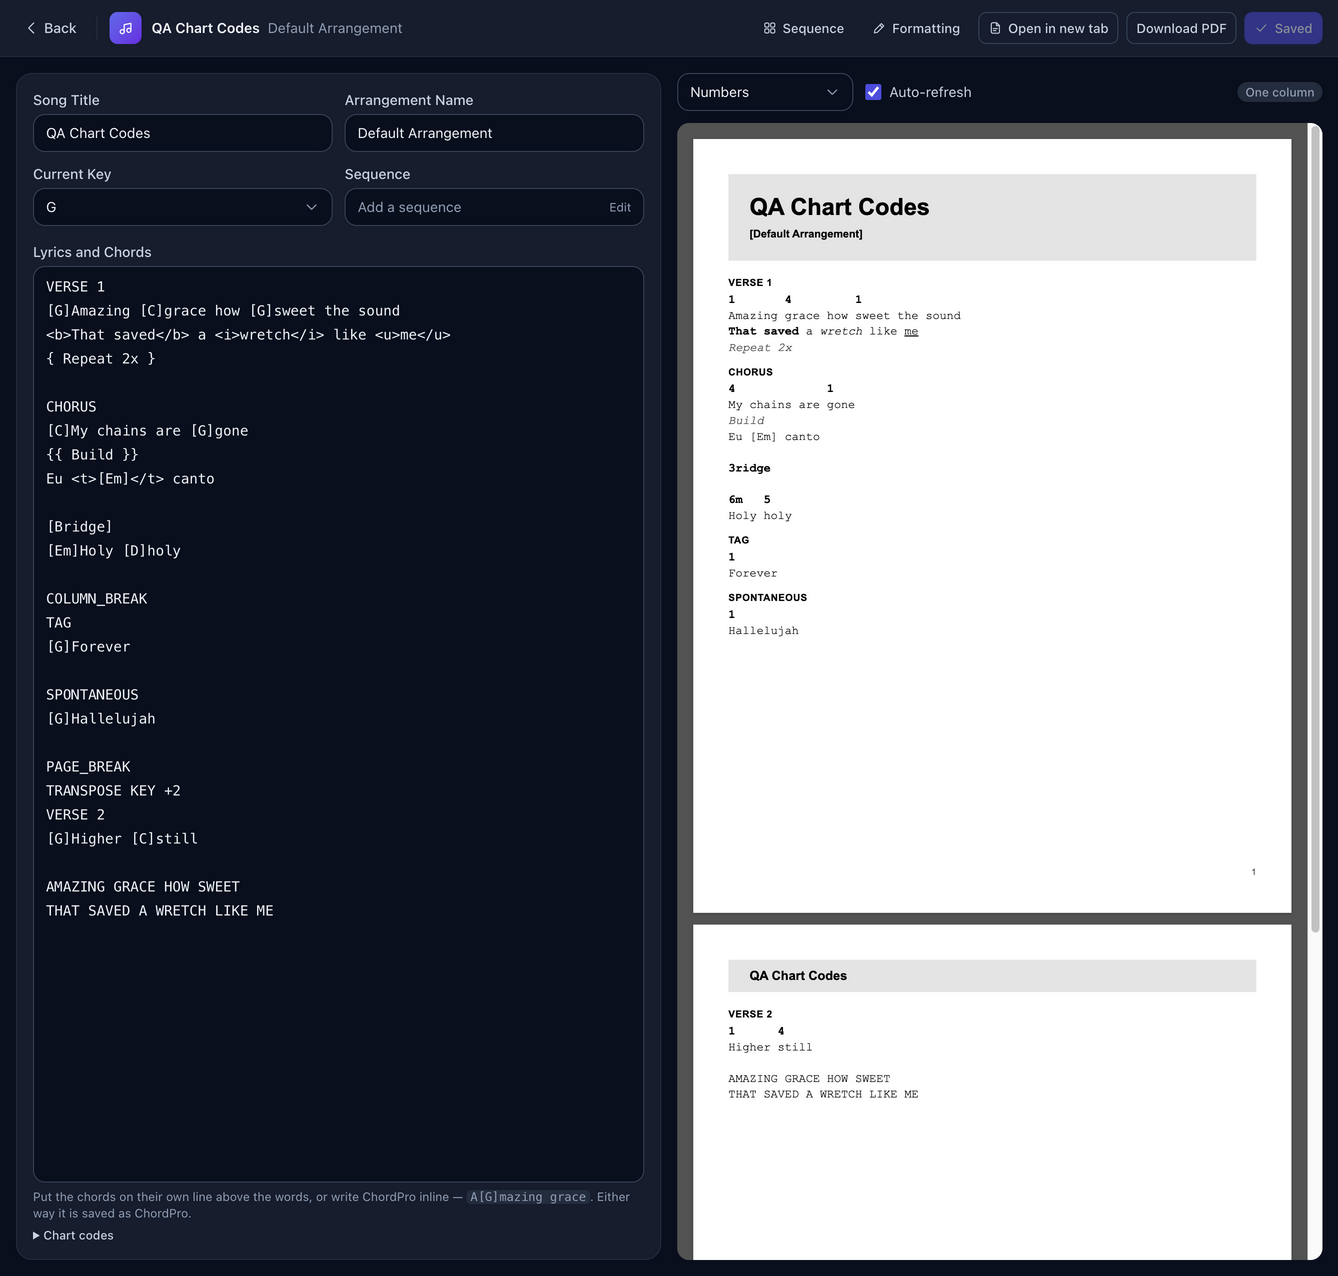 Back
QA Chart Codes Default Arrangement
Sequence
Formatting
Open in new tab
Download PDF
Saved
Song Title
Arrangement Name
QA Chart Codes
Default Arrangement
Current Key
Sequence
G
Add a sequence
Edit
Lyrics and Chords
VERSE 1
[G]Amazing [C]grace how [G]sweet the sound
<b>That saved</b> a <i>wretch</i> like <u>me</u>
{ Repeat 2x }
CHORUS
[C]My chains are [G]gone
{{ Build }}
Eu <t>[Em]</t> canto
[Bridge]
[Em]Holy [D]holy
COLUMN_BREAK
TAG
[G]Forever
SPONTANEOUS
[G]Hallelujah
PAGE_BREAK
TRANSPOSE KEY +2
VERSE 2
[G]Higher [C]still
AMAZING GRACE HOW SWEET
THAT SAVED A WRETCH LIKE ME
Put the chords on their own line above the words, or write ChordPro inline — A[G]mazing grace. Either
way it is saved as ChordPro.
Chart codes
Numbers
Auto-refresh
One column
QA Chart Codes
[Default Arrangement]
VERSE 1
1 4 1
Amazing grace how sweet the sound
That saved a wretch like me
Repeat 2x
CHORUS
4 1
My chains are gone
Build
Eu [Em] canto
3ridge
6m 5
Holy holy
TAG
1
Forever
SPONTANEOUS
1
Hallelujah
1
QA Chart Codes
VERSE 2
1 4
Higher still
AMAZING GRACE HOW SWEET
THAT SAVED A WRETCH LIKE ME